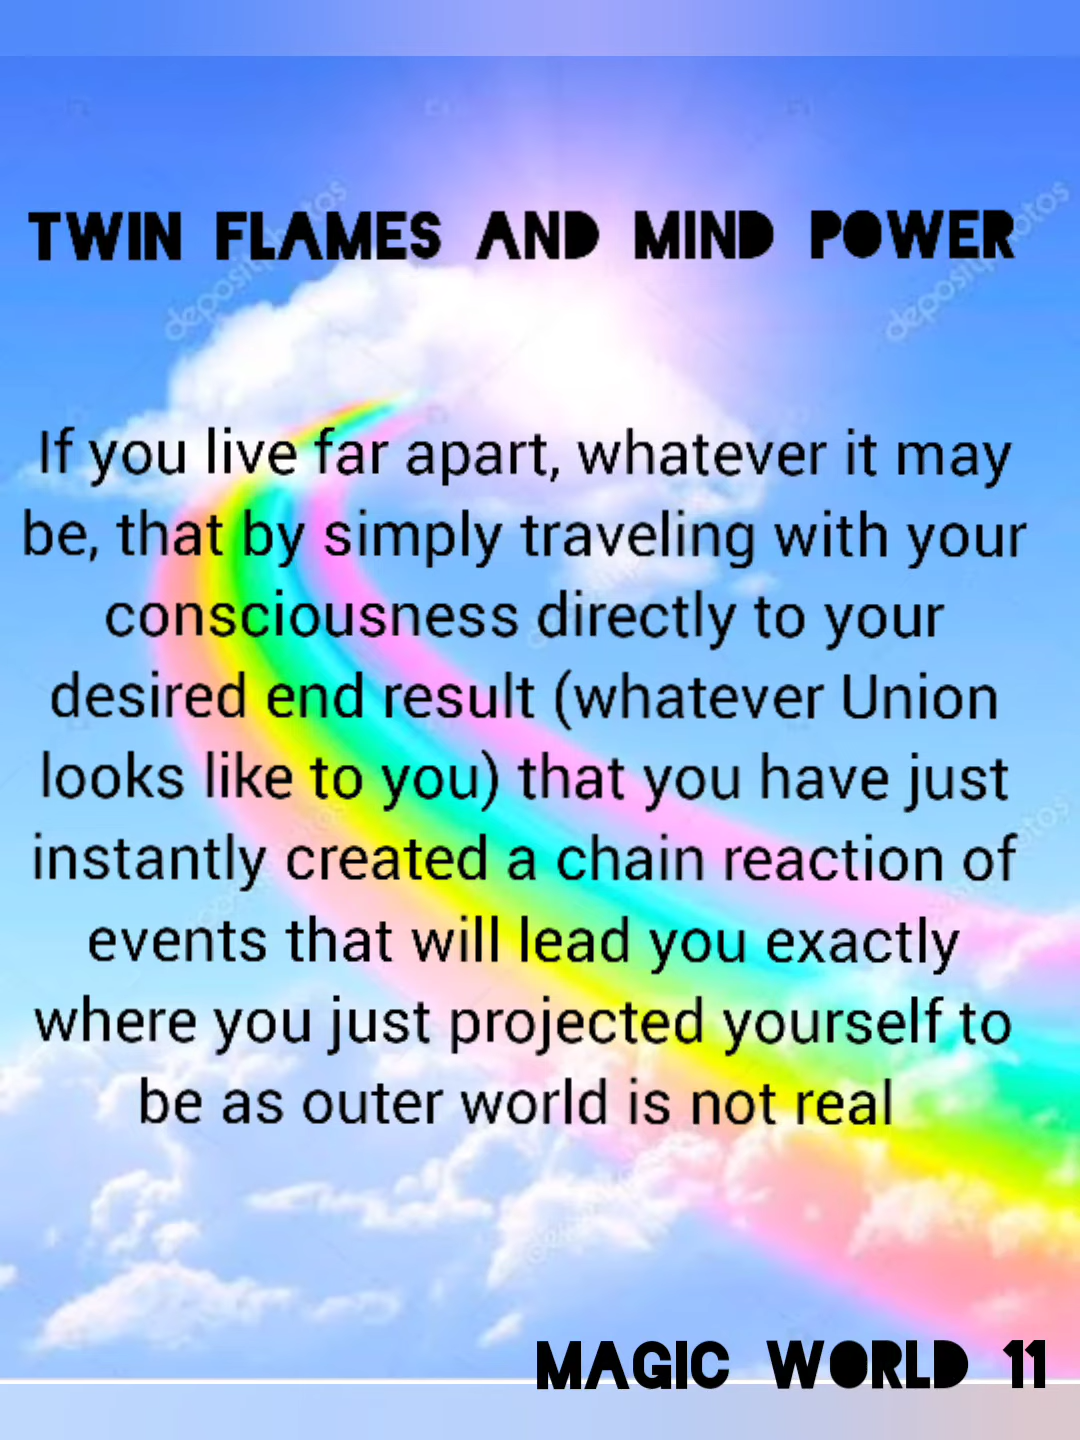 TWIN FLAMES AND MIND POWER
depositphotos
depositphotos
If you live far apart, whatever it may
be, that by simply traveling with your
consciousness directly to your
desired end result (whatever Union
looks like to you) that you have just
instantly created a chain reaction of
events that will lead you exactly
where you just projected yourself to
be as outer world is not real
MAGIC WORLD 11